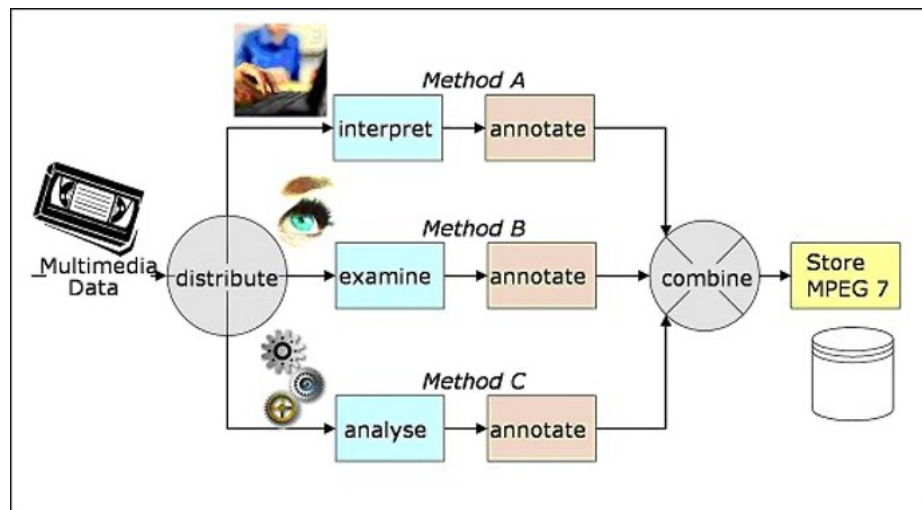 Method A
interpret
annotate
Method B
Multimedia
Data
distribute
examine
annotate
combine
Store
MPEG 7
Method C
analyse
annotate